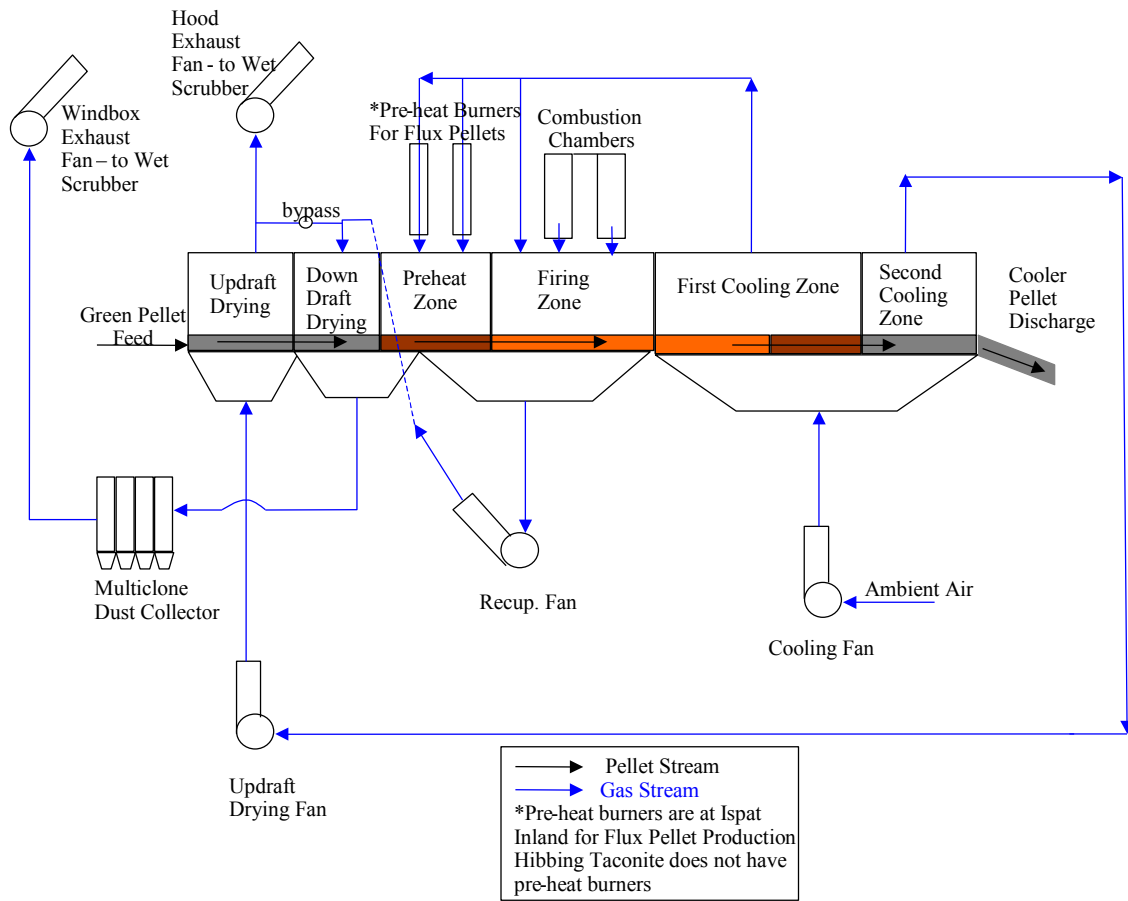 Hood
Exhaust
Fan - to Wet
Scrubber
Windbox
Exhaust
Fan – to Wet
Scrubber
*Pre-heat Burners
For Flux Pellets
Combustion
Chambers
bypass
Updraft
Drying
Down
Draft
Drying
Preheat
Zone
Firing
Zone
First Cooling Zone
Second
Cooling
Zone
Cooler
Pellet
Discharge
Green Pellet
Feed
Multiclone
Dust Collector
Recup. Fan
Ambient Air
Cooling Fan
Updraft
Drying Fan
Pellet Stream
Gas Stream
*Pre-heat burners are at Ispat
Inland for Flux Pellet Production
Hibbing Taconite does not have
pre-heat burners